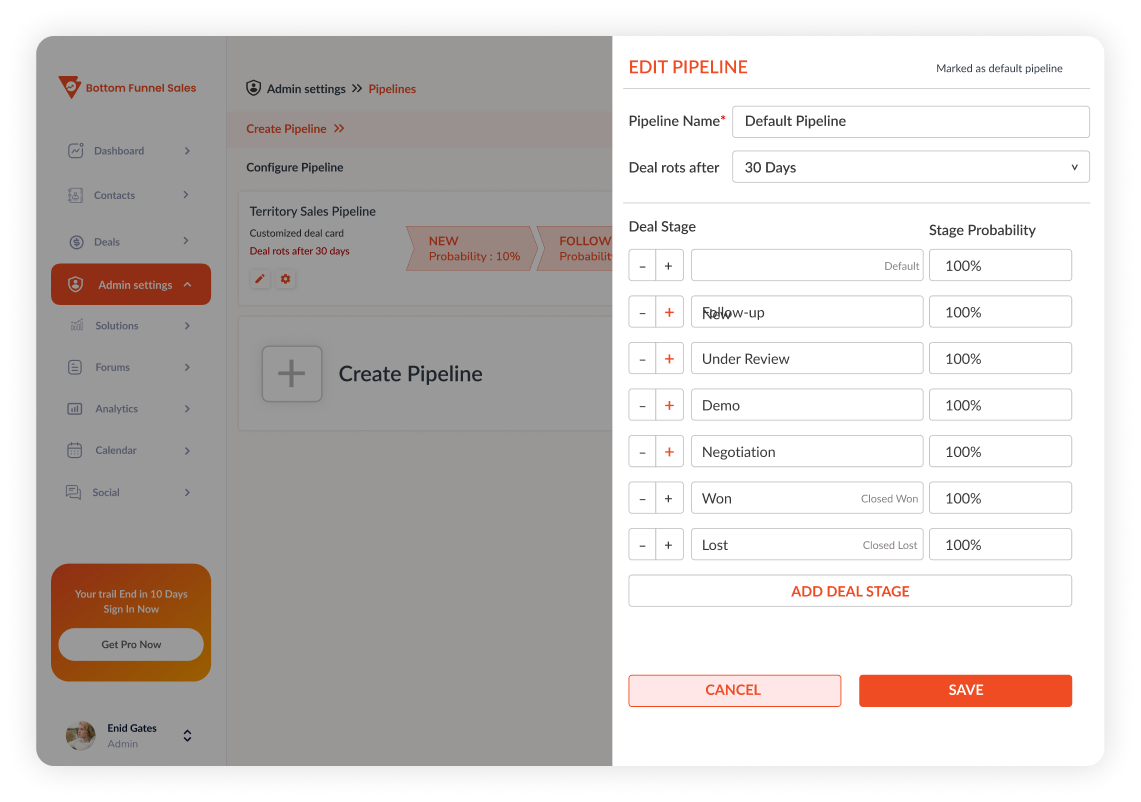 Bottom Funnel Sales
Dashboard
Contacts
Deals
Admin settings
Solutions
Forums
Analytics
Calendar
Social
Your trail End in 10 Days
Sign In Now
Get Pro Now
Enid Gates
Admin
Admin settings >> Pipelines
Create Pipeline >>
Configure Pipeline
Territory Sales Pipeline
Customized deal card
Deal rots after 30 days
NEW
Probability : 10%
FOLLOW
Probabilit
Create Pipeline
EDIT PIPELINE
Marked as default pipeline
Pipeline Name* Default Pipeline
Deal rots after 30 Days
Deal Stage Stage Probability
– + Default 100%
– + Follow-up 100%
New
– + Under Review 100%
– + Demo 100%
– + Negotiation 100%
– + Won Closed Won 100%
– + Lost Closed Lost 100%
ADD DEAL STAGE
CANCEL SAVE